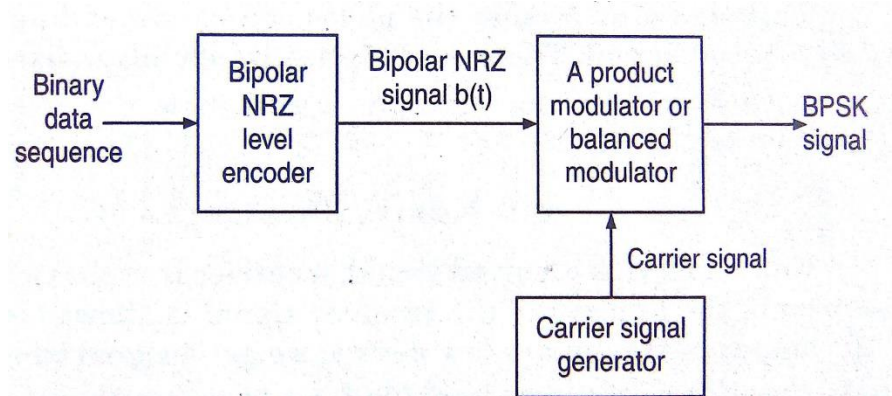 Binary
data
sequence
Bipolar
NRZ
level
encoder
Bipolar NRZ
signal b(t)
A product
modulator or
balanced
modulator
BPSK
signal
Carrier signal
Carrier signal
generator